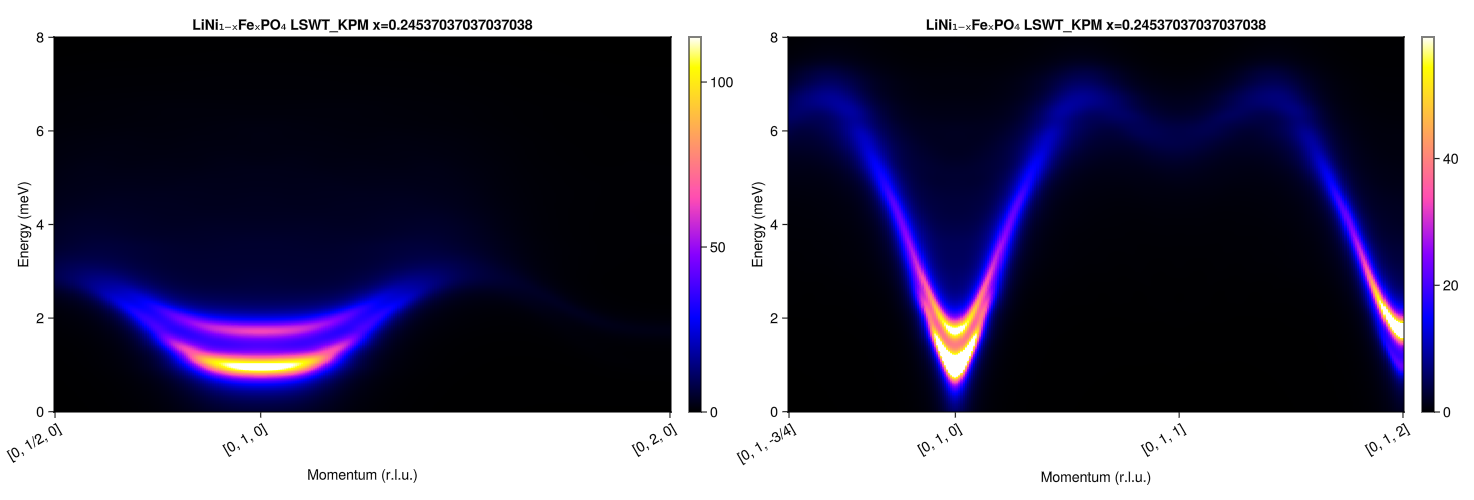 LiNi₁₋ₓFeₓPO₄ LSWT_KPM x=0.24537037037037038
8
6
4
2
0
Energy (meV)
[0, 1/2, 0]
[0, 1, 0]
[0, 2, 0]
Momentum (r.l.u.)
100
50
0
LiNi₁₋ₓFeₓPO₄ LSWT_KPM x=0.24537037037037038
8
6
4
2
0
Energy (meV)
[0, 1, -3/4]
[0, 1, 0]
[0, 1, 1]
[0, 1, 2]
Momentum (r.l.u.)
40
20
0